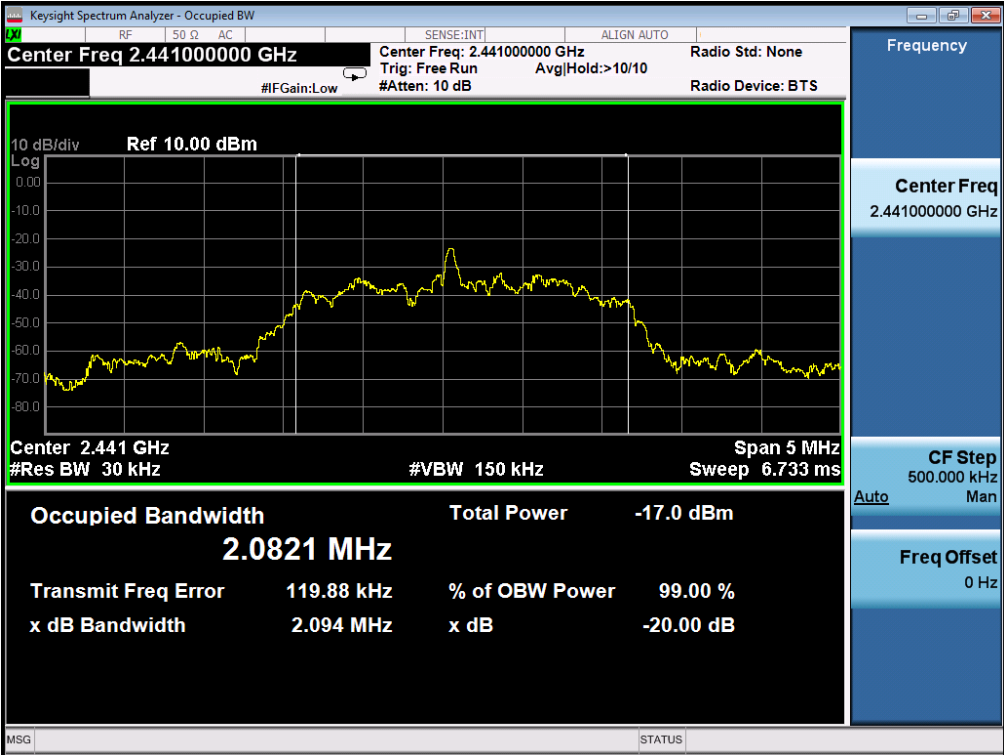 Keysight Spectrum Analyzer - Occupied BW
LXI
RF
50 Ω
AC
SENSE:INT
ALIGN AUTO
Center Freq 2.441000000 GHz
Center Freq: 2.441000000 GHz
Radio Std: None
Trig: Free Run
Avg|Hold:>10/10
#IFGain:Low
#Atten: 10 dB
Radio Device: BTS
10 dB/div
Ref 10.00 dBm
Log
0.00
-10.0
-20.0
-30.0
-40.0
-50.0
-60.0
-70.0
-80.0
Center 2.441 GHz
Span 5 MHz
#Res BW 30 kHz
#VBW 150 kHz
Sweep 6.733 ms
Occupied Bandwidth
2.0821 MHz
Total Power
-17.0 dBm
Transmit Freq Error
119.88 kHz
% of OBW Power
99.00 %
x dB Bandwidth
2.094 MHz
x dB
-20.00 dB
Frequency
Center Freq
2.441000000 GHz
CF Step
500.000 kHz
Auto
Man
Freq Offset
0 Hz
MSG
STATUS